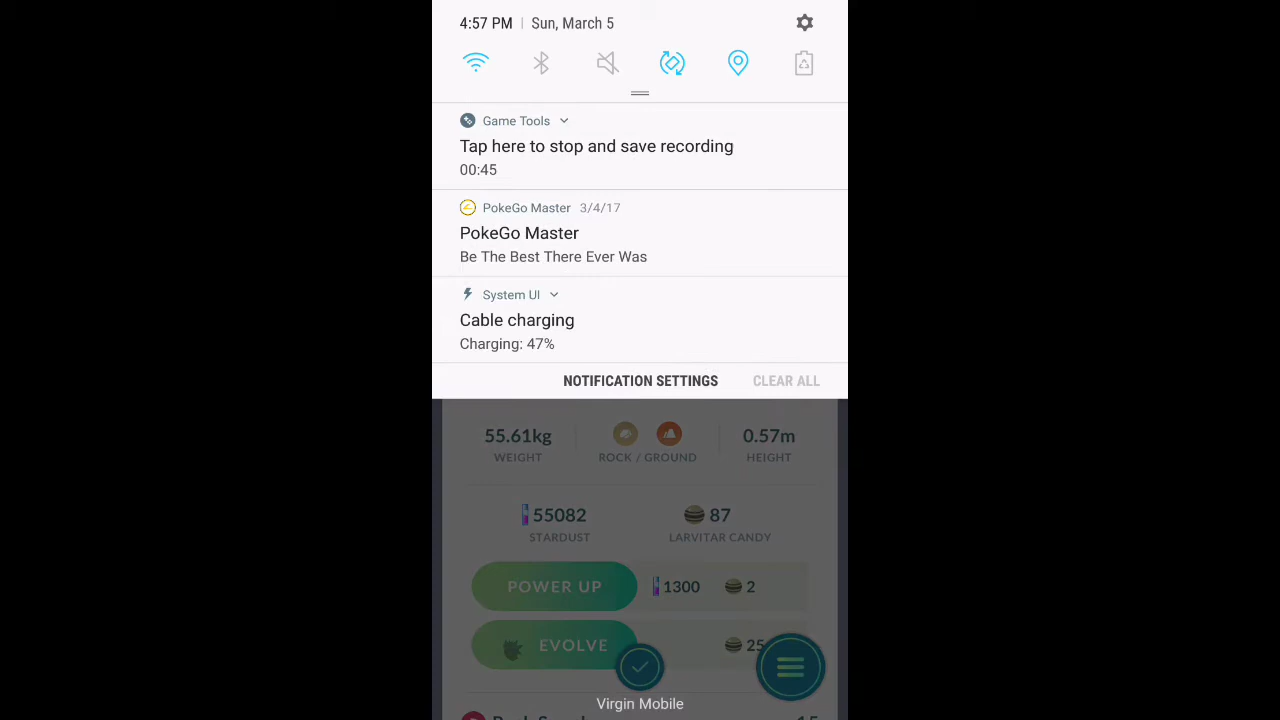 4:57 PM | Sun, March 5
Game Tools
Tap here to stop and save recording
00:45
PokeGo Master 3/4/17
PokeGo Master
Be The Best There Ever Was
System UI
Cable charging
Charging: 47%
NOTIFICATION SETTINGS CLEAR ALL
55.61kg 0.57m
WEIGHT ROCK / GROUND HEIGHT
55082 87
STARDUST LARVITAR CANDY
POWER UP 1300 2
EVOLVE 25
Virgin Mobile